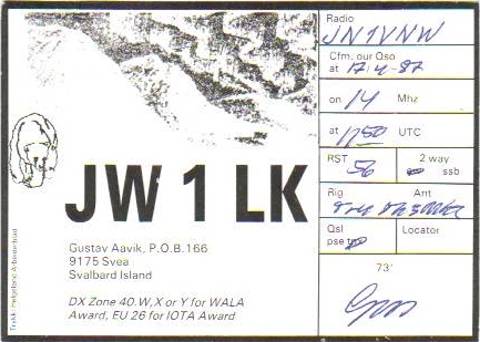 JW 1 LK
Gustav Aavik, P.O.B. 166
9175 Svea
Svalbard Island
DX Zone 40. W, X or Y for WALA
Award, EU 26 for IOTA Award
Radio
JN1VNW
Cfm. our Qso
at 17/4-87
on 14 Mhz
at 1750 UTC
RST 56
2 way
ssb
Rig Ant
Qsl
pse tnx
Locator
73'